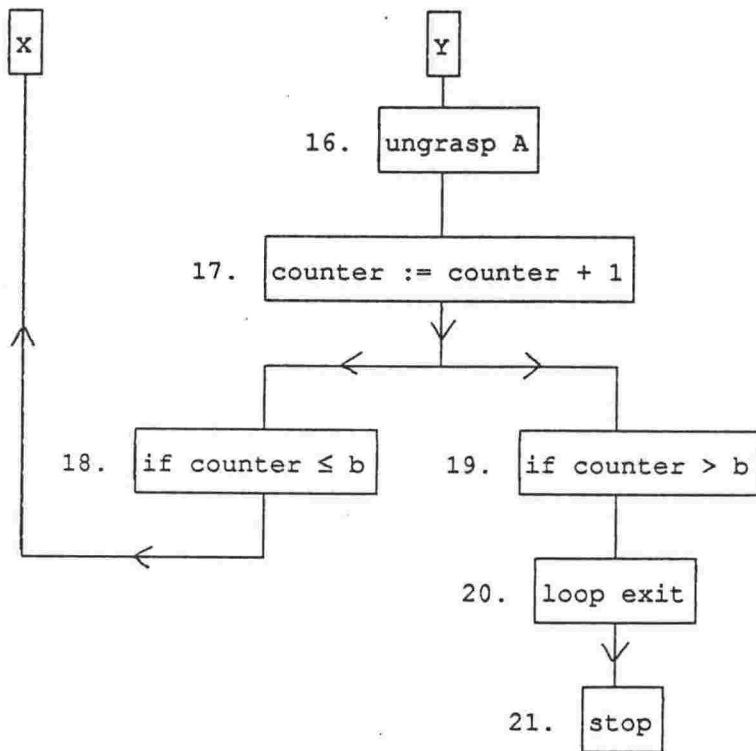 X
Y
16. ungrasp A
17. counter := counter + 1
18. if counter ≤ b
19. if counter > b
20. loop exit
21. stop